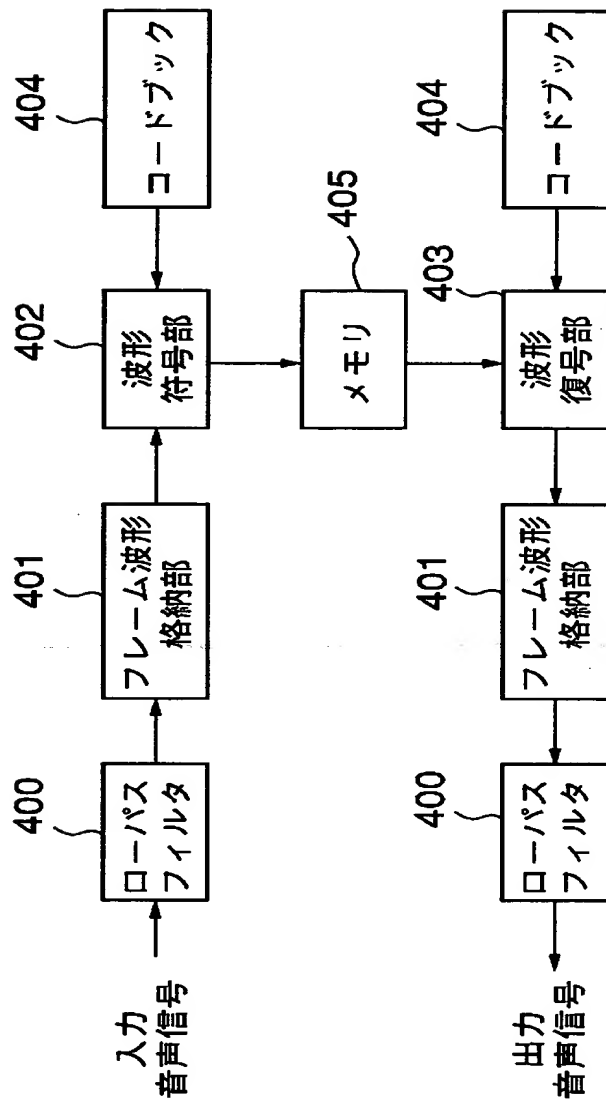 入力
音声信号
400
ローパス
フィルタ
401
フレーム波形
格納部
402
波形
符号部
404
コードブック
405
メモリ
出力
音声信号
400
ローパス
フィルタ
401
フレーム波形
格納部
403
波形
復号部
404
コードブック